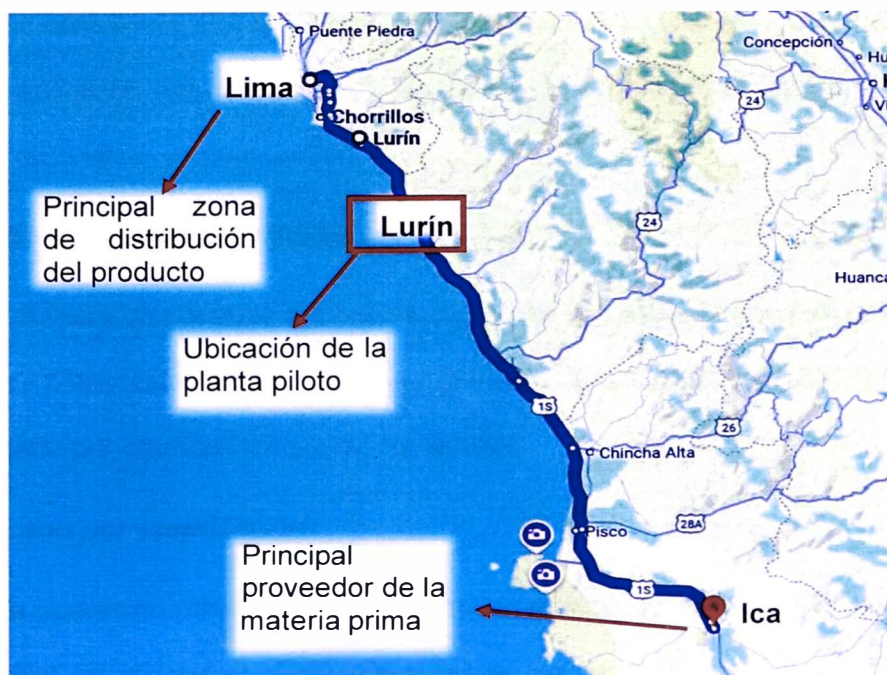 Puente Piedra
Concepción
Lima
24
Chorrillos
Lurín
Principal zona
de distribución
del producto
Lurín
24
Huanca
Ubicación de la
planta piloto
1S
26
Chincha Alta
Pisco
28A
Principal
proveedor de la
materia prima
1S
Ica